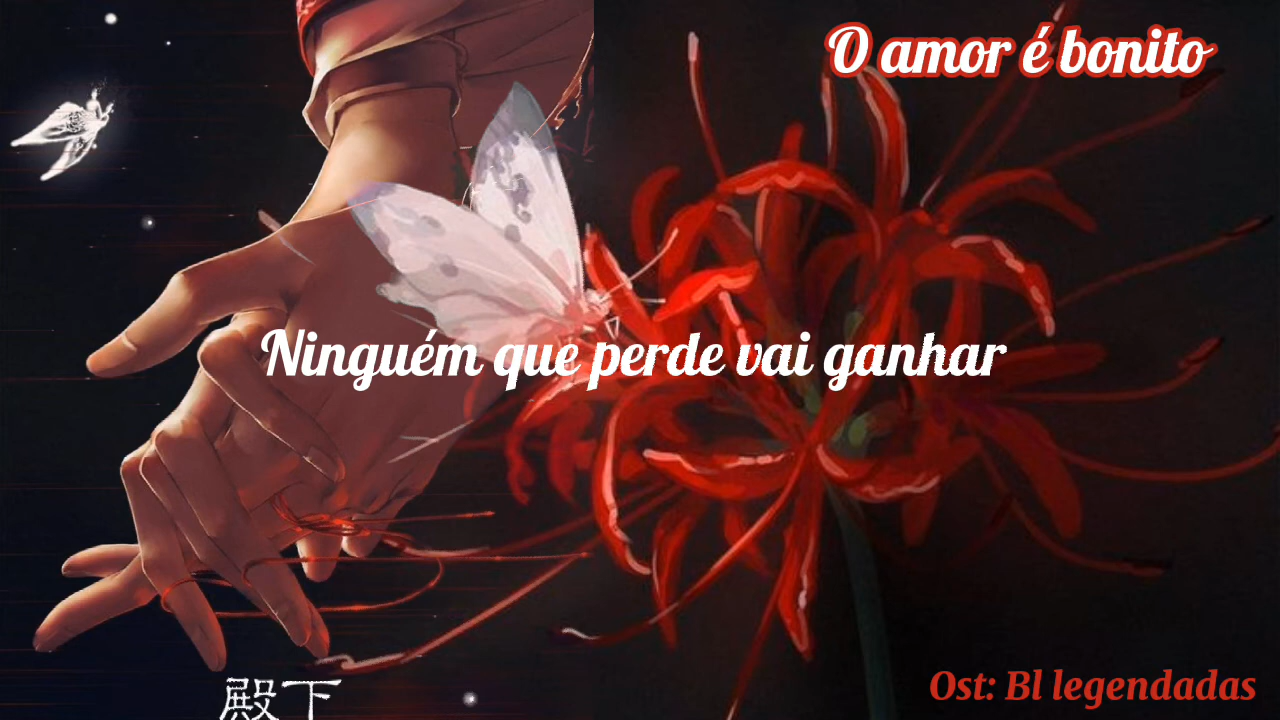 O amor é bonito
Ninguém que perde vai ganhar
殿下
Ost: Bl legendadas